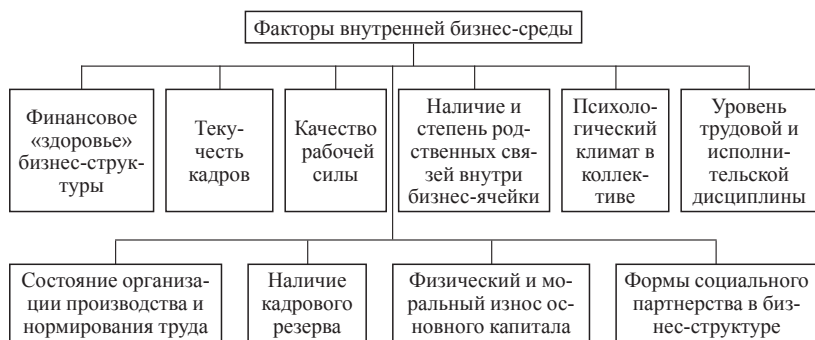 Факторы внутренней бизнес-среды
Финансовое
«здоровье»
бизнес-струк-
туры
Теку-
честь
кадров
Качество
рабочей
силы
Наличие и
степень род-
ственных свя-
зей внутри
бизнес-ячейки
Психоло-
гический
климат в
коллек-
тиве
Уровень
трудовой и
исполни-
тельской
дисциплины
Состояние организа-
ции производства и
нормирования труда
Наличие
кадрового
резерва
Физический и мо-
ральный износ ос-
новного капитала
Формы социального
партнерства в биз-
нес-структуре